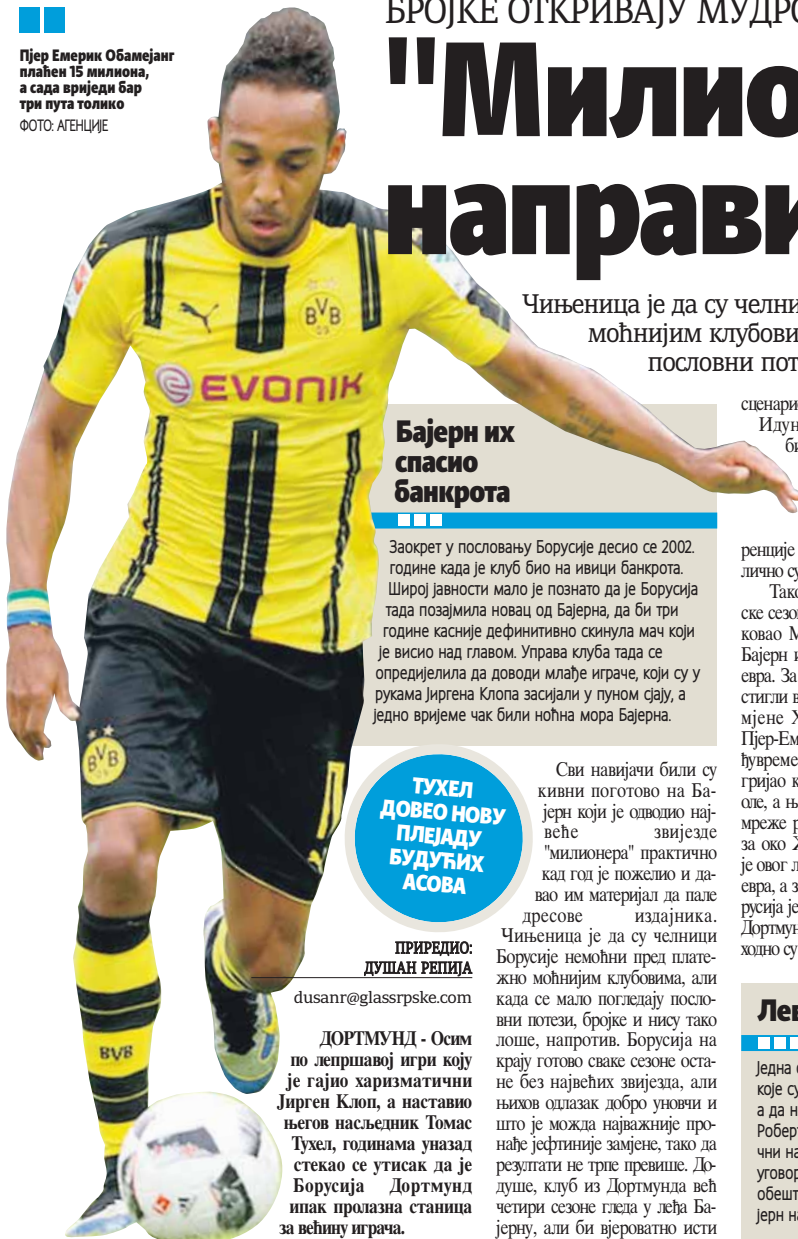 Пјер Емерик Обамејанг
плаћен 15 милиона,
а сада вриједи бар
три пута толико
ФОТО: АГЕНЦИЈЕ
БРОЈКЕ ОТКРИВАЈУ МУДРО
"Милио
направи
Чињеница је да су челни
моћнијим клубови
пословни пот
BVB
09
EVONIK
BVB
BVB
Бајерн их
спасио
банкрота
Заокрет у пословању Борусије десио се 2002.
године када је клуб био на ивици банкрота.
Широј јавности мало је познато да је Борусија
тада позајмила новац од Бајерна, да би три
године касније дефинитивно скинула мач који
је висио над главом. Управа клуба тада се
опредијелила да доводи млађе играче, који су у
рукама Јиргена Клопа засијали у пуном сјају, а
једно вријеме чак били ноћна мора Бајерна.
ТУХЕЛ
ДОВЕО НОВУ
ПЛЕЈАДУ
БУДУЋИХ
АСОВА
ПРИРЕДИО:
ДУШАН РЕПИЈА
dusanr@glassrpske.com
ДОРТМУНД - Осим
по лепршавој игри коју
је гајио харизматични
Јирген Клоп, а наставио
његов насљедник Томас
Тухел, годинама уназад
стекао се утисак да је
Борусија Дортмунд
ипак пролазна станица
за већину играча.
Сви навијачи били су
кивни поготово на Ба-
јерн који је одводио нај-
веће звијезде
"милионера" практично
кад год је пожелио и да-
вао им материјал да пале
дресове издајника.
Чињеница је да су челници
Борусије немоћни пред плате-
жно моћнијим клубовима, али
када се мало погледају посло-
вни потези, бројке и нису тако
лоше, напротив. Борусија на
крају готово сваке сезоне оста-
не без највећих звијезда, али
њихов одлазак добро уновчи и
што је можда најважније про-
нађе јефтиније замјене, тако да
резултати не трпе превише. До-
душе, клуб из Дортмунда већ
четири сезоне гледа у леђа Ба-
јерну, али би вјероватно исти
сценарио
Идун
би
ренције
лично су
Тако
ске сезон
ковао М
Бајерн и
евра. За
стигли в
мјене Х
Пјер-Ем
ђувреме
гријао к
оле, а њ
мреже р
за око Ж
је овог л
евра, а з
русија је
Дортмун
ходно су
Лев
Једна о
које су
а да н
Робер
чни на
уговор
обешт
јерн на